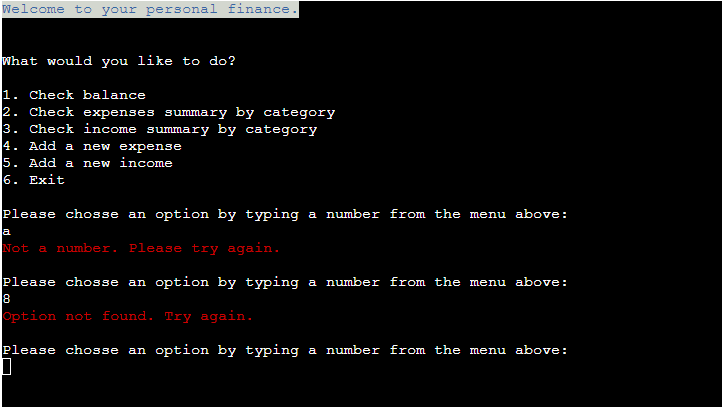 Welcome to your personal finance.
What would you like to do?
1. Check balance
2. Check expenses summary by category
3. Check income summary by category
4. Add a new expense
5. Add a new income
6. Exit
Please chosse an option by typing a number from the menu above:
a
Not a number. Please try again.
Please chosse an option by typing a number from the menu above:
8
Option not found. Try again.
Please chosse an option by typing a number from the menu above: